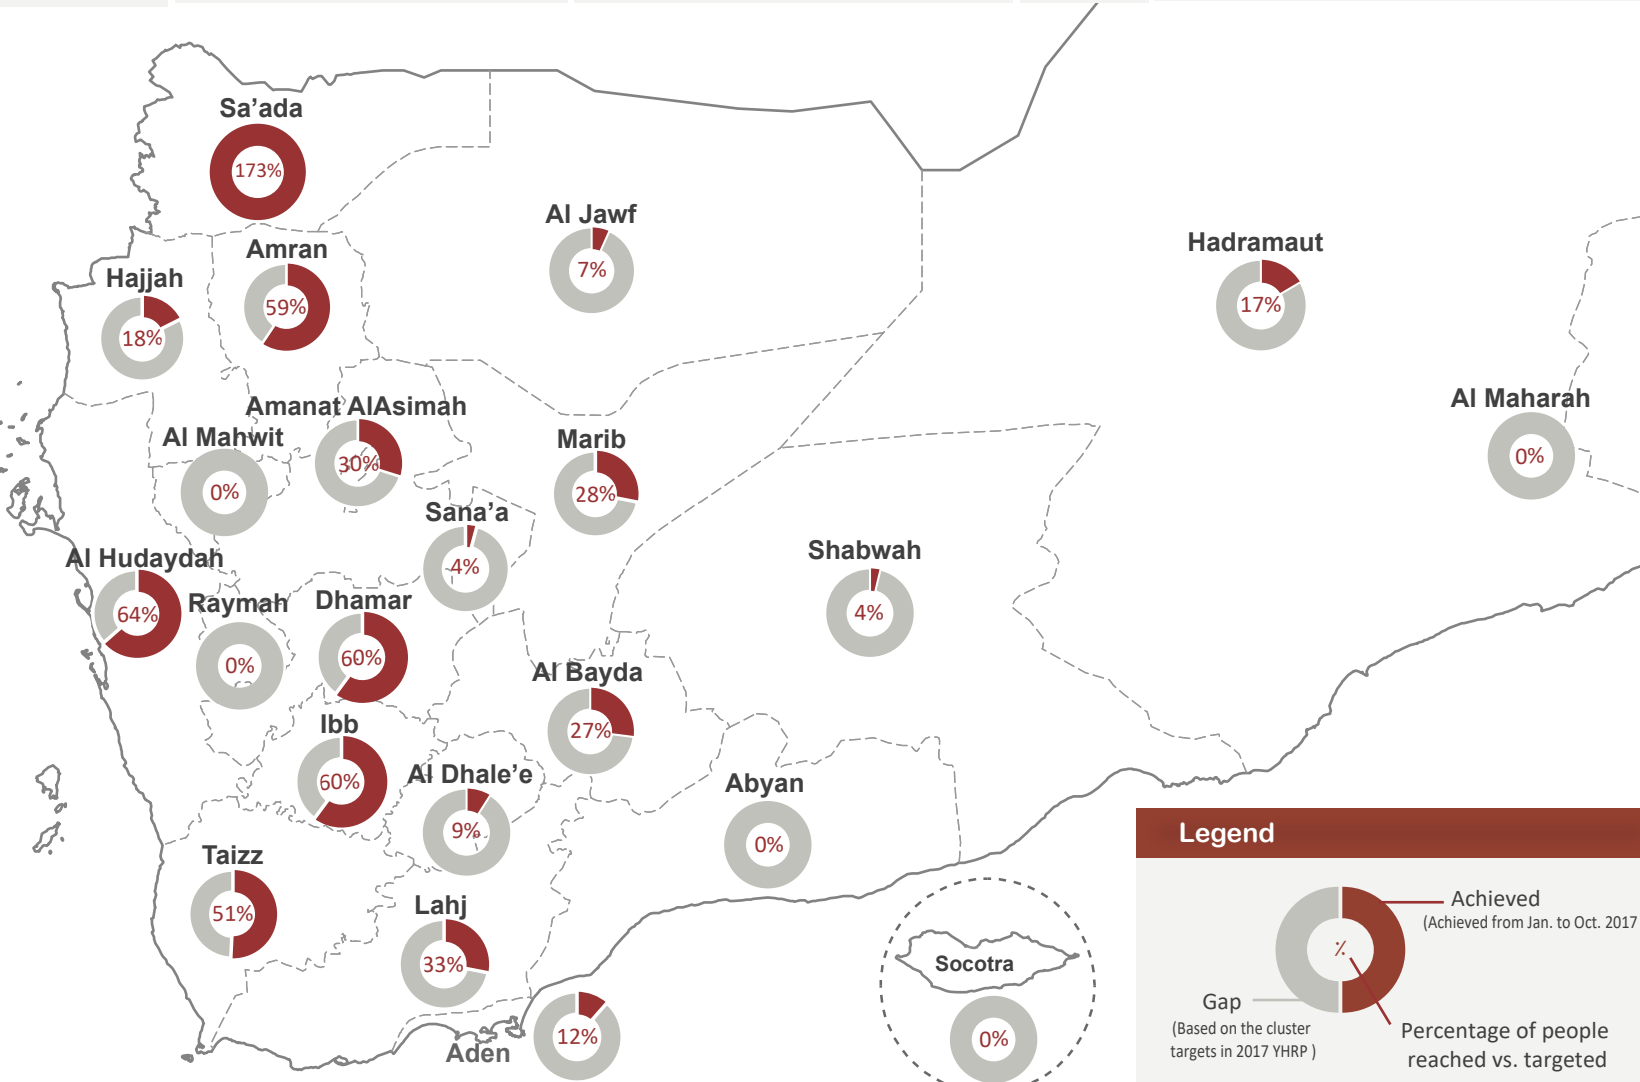 Sa’ada
173%
Al Jawf
7%
Hadramaut
17%
Amran
59%
Hajjah
18%
Al Maharah
0%
Amanat AlAsimah
30%
Al Mahwit
0%
Marib
28%
Sana’a
4%
Shabwah
4%
Al Hudaydah
64%
Raymah
0%
Dhamar
60%
Al Bayda
27%
Ibb
60%
Al Dhale’e
9%
Abyan
0%
Taizz
51%
Lahj
33%
Aden
12%
Socotra
0%
Legend
Achieved
(Achieved from Jan. to Oct. 2017
٪
Gap
(Based on the cluster
targets in 2017 YHRP )
Percentage of people
reached vs. targeted